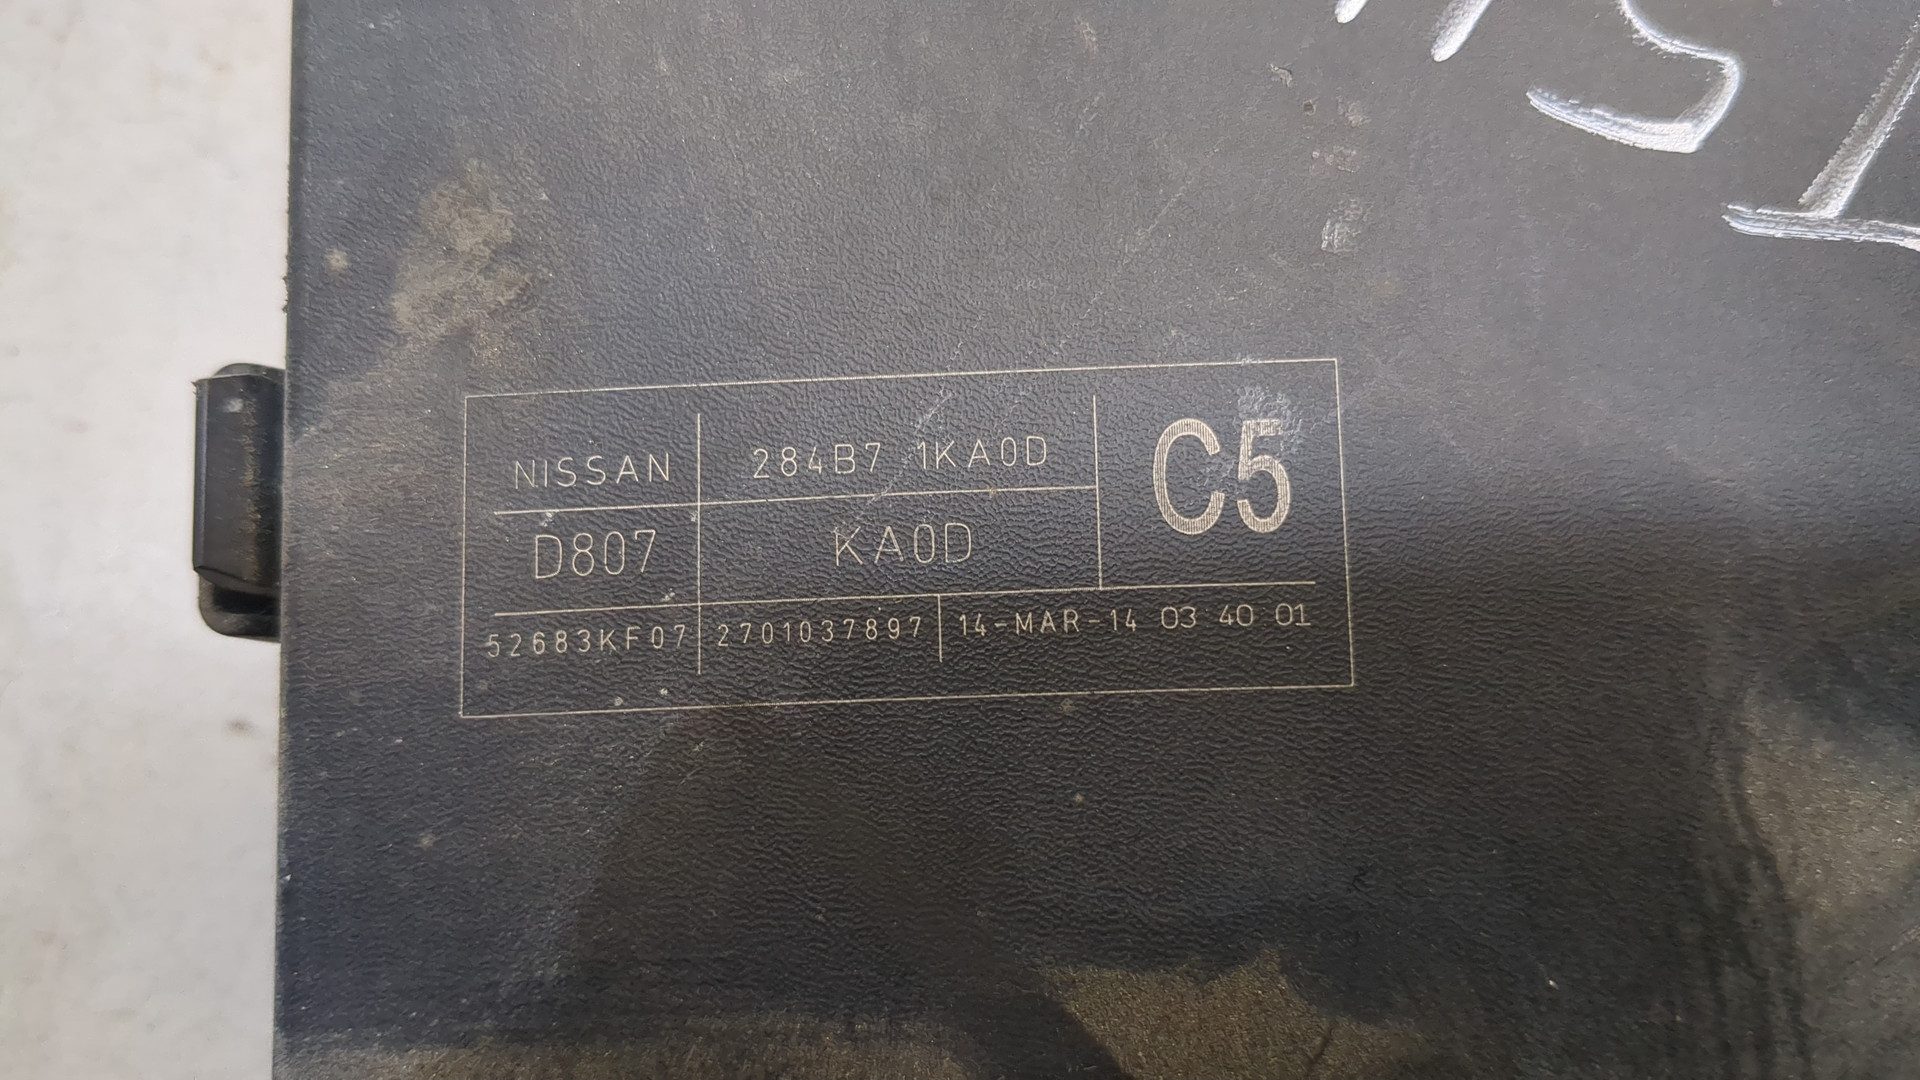 NISSAN 284B7 1KA0D C5
D807 KA0D
52683KF07 2701037897 14-MAR-14 03 40 01